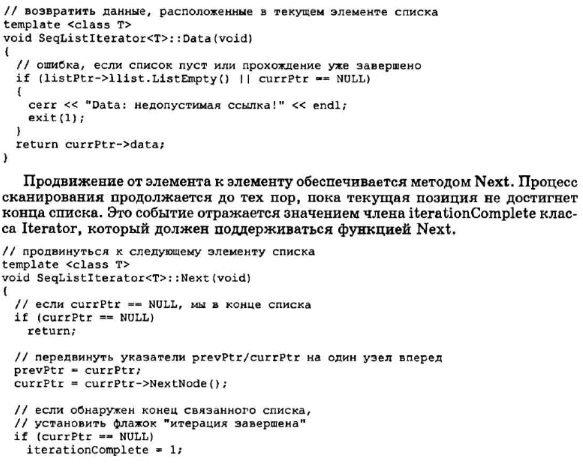 // возвратить данные, расположенные в текущем элементе списка
template <class T>
void SeqListIterator<T>::Data(void)
{
// ошибка, если список пуст или прохождение уже завершено
if (listPtr->llist.ListEmpty() || currPtr == NULL)
{
cerr << "Data: недопустимая ссылка!" << endl;
exit(1);
}
return currPtr->data;
}
Продвижение от элемента к элементу обеспечивается методом Next. Процесс
сканирования продолжается до тех пор, пока текущая позиция не достигнет
конца списка. Это событие отражается значением члена iterationComplete клас-
са Iterator, который должен поддерживаться функцией Next.
// продвинуться к следующему элементу списка
template <class T>
void SeqListIterator<T>::Next(void)
{
// если currPtr == NULL, мы в конце списка
if (currPtr == NULL)
return;
// передвинуть указатели prevPtr/currPtr на один узел вперед
prevPtr = currPtr;
currPtr = currPtr->NextNode();
// если обнаружен конец связанного списка,
// установить флажок "итерация завершена"
if (currPtr == NULL)
iterationComplete = 1;